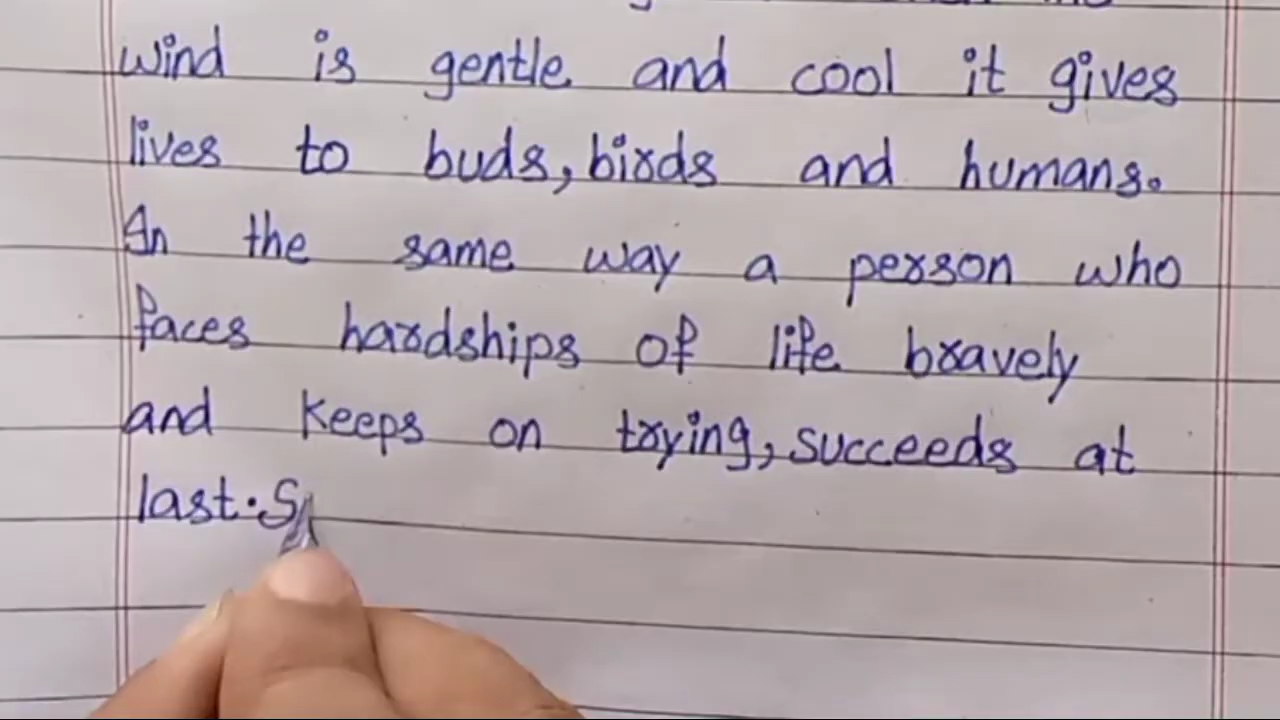 wind is gentle and cool it gives
lives to buds, birds and humans.
In the same way a person who
faces hardships of life bravely
and keeps on trying, succeeds at
last. S